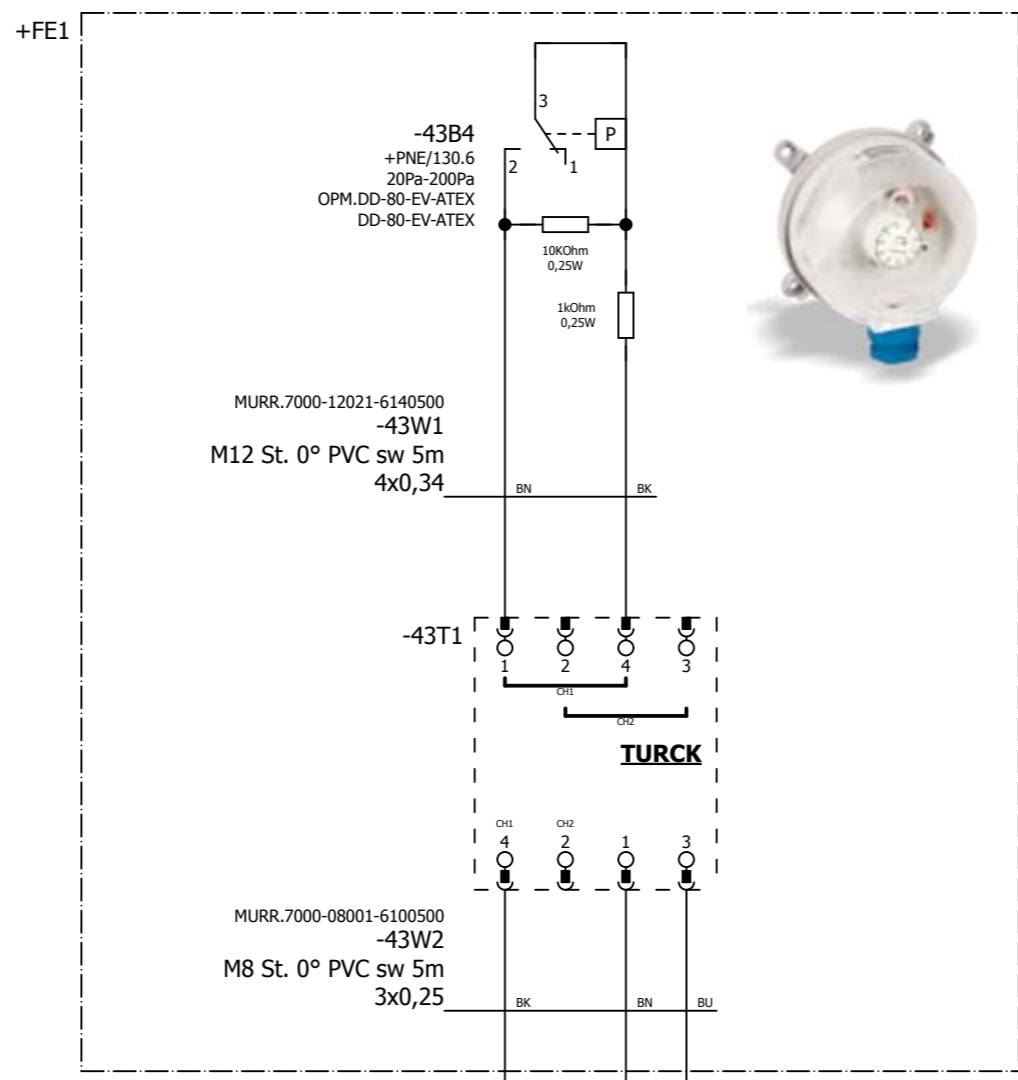 +FE1
3
-43B4
P
+PNE/130.6
2
1
20Pa-200Pa
OPM.DD-80-EV-ATEX
DD-80-EV-ATEX
10KOhm
0,25W
1kOhm
0,25W
MURR.7000-12021-6140500
-43W1
M12 St. 0° PVC sw 5m
4x0,34
BN
BK
-43T1
1
2
4
3
CH1
CH2
TURCK
CH1
CH2
4
2
1
3
MURR.7000-08001-6100500
-43W2
M8 St. 0° PVC sw 5m
3x0,25
BK
BN
BU